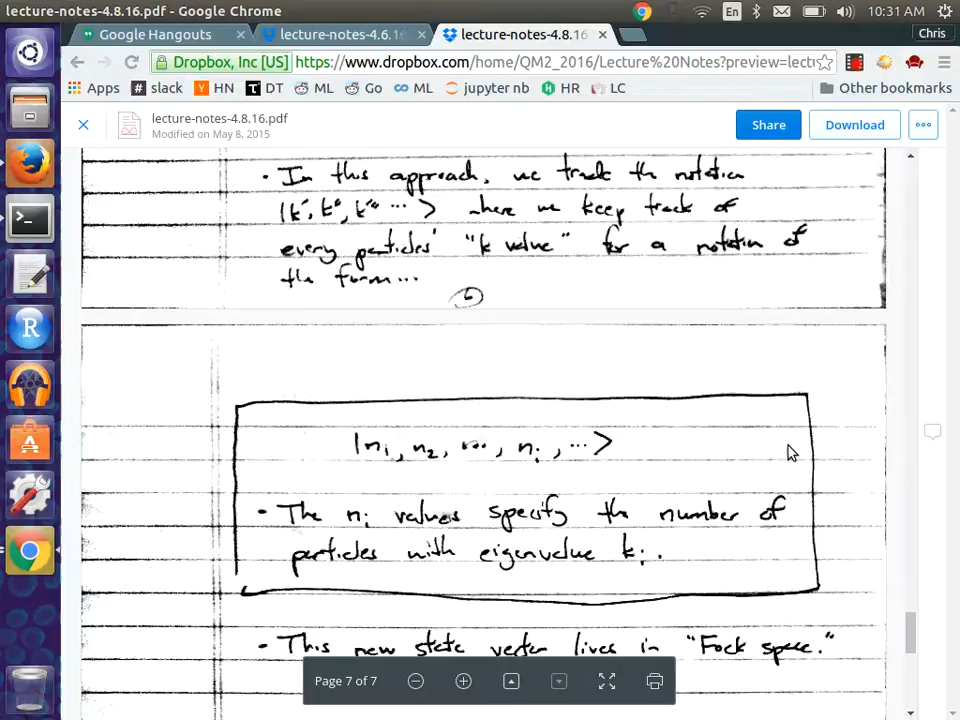 lecture-notes-4.8.16.pdf - Google Chrome
En
10:31 AM
Google Hangouts
lecture-notes-4.6.16
lecture-notes-4.8.16
Chris
Dropbox, Inc [US]
https://www.dropbox.com/home/QM2_2016/Lecture%20Notes?preview=lectu
Apps
slack
HN
DT
ML
Go
ML
jupyter nb
HR
LC
Other bookmarks
lecture-notes-4.8.16.pdf
Modified on May 8, 2015
Share
Download
• In this approach, we trade the notation
|k', k'', k''' ... > where we keep track of
every particles' "k value" for a notation of
the form...
6
|n₁, n₂, ..., nᵢ, ... >
• The nᵢ values specify the number of
particles with eigenvalue kᵢ.
• This new state vector lives in "Fock space."
Page 7 of 7